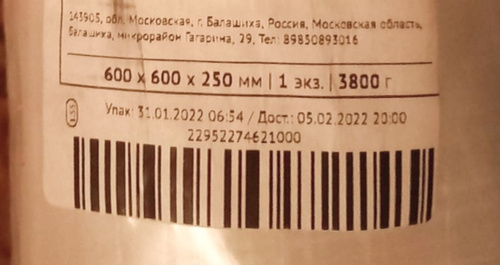 143905, обл. Московская, г. Балашиха, Россия, Московская область,
Балашиха, микрорайон Гагарина, 29, Тел: 89850893016
600 x 600 x 250 мм | 1 экз. | 3800 г
Упак: 31.01.2022 06:54 / Дост.: 05.02.2022 20:00
22952274621000